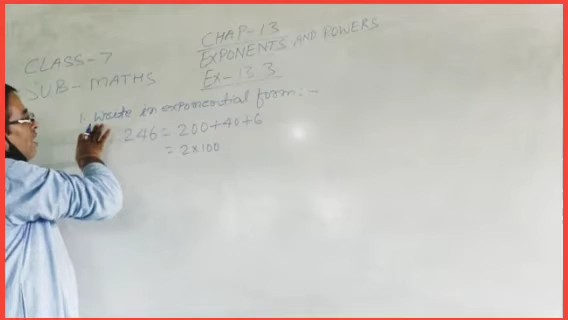 CHAP-13
EXPONENTS AND POWERS
Ex-13.3
CLASS-7
SUB-MATHS
1. Write in exponential form:-
246 = 200+40+6
= 2×100